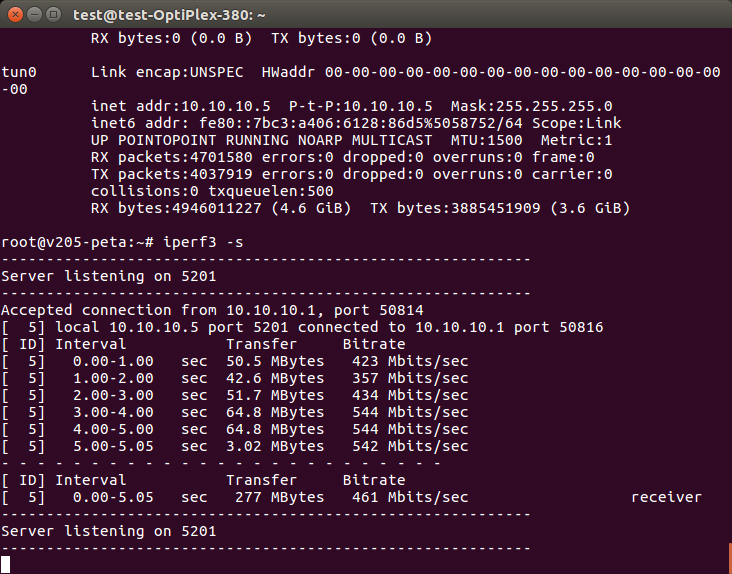 test@test-OptiPlex-380: ~
RX bytes:0 (0.0 B)  TX bytes:0 (0.0 B)
tun0      Link encap:UNSPEC  HWaddr 00-00-00-00-00-00-00-00-00-00-00-00-00-00-00
-00
inet addr:10.10.10.5  P-t-P:10.10.10.5  Mask:255.255.255.0
inet6 addr: fe80::7bc3:a406:6128:86d5%5058752/64 Scope:Link
UP POINTOPOINT RUNNING NOARP MULTICAST  MTU:1500  Metric:1
RX packets:4701580 errors:0 dropped:0 overruns:0 frame:0
TX packets:4037919 errors:0 dropped:0 overruns:0 carrier:0
collisions:0 txqueuelen:500
RX bytes:4946011227 (4.6 GiB)  TX bytes:3885451909 (3.6 GiB)
root@v205-peta:~# iperf3 -s
-----------------------------------------------------------
Server listening on 5201
-----------------------------------------------------------
Accepted connection from 10.10.10.1, port 50814
[  5] local 10.10.10.5 port 5201 connected to 10.10.10.1 port 50816
[ ID] Interval           Transfer     Bitrate
[  5]   0.00-1.00   sec  50.5 MBytes   423 Mbits/sec
[  5]   1.00-2.00   sec  42.6 MBytes   357 Mbits/sec
[  5]   2.00-3.00   sec  51.7 MBytes   434 Mbits/sec
[  5]   3.00-4.00   sec  64.8 MBytes   544 Mbits/sec
[  5]   4.00-5.00   sec  64.8 MBytes   544 Mbits/sec
[  5]   5.00-5.05   sec  3.02 MBytes   542 Mbits/sec
- - - - - - - - - - - - - - - - - - - - - - - - -
[ ID] Interval           Transfer     Bitrate
[  5]   0.00-5.05   sec   277 MBytes   461 Mbits/sec                  receiver
-----------------------------------------------------------
Server listening on 5201
-----------------------------------------------------------